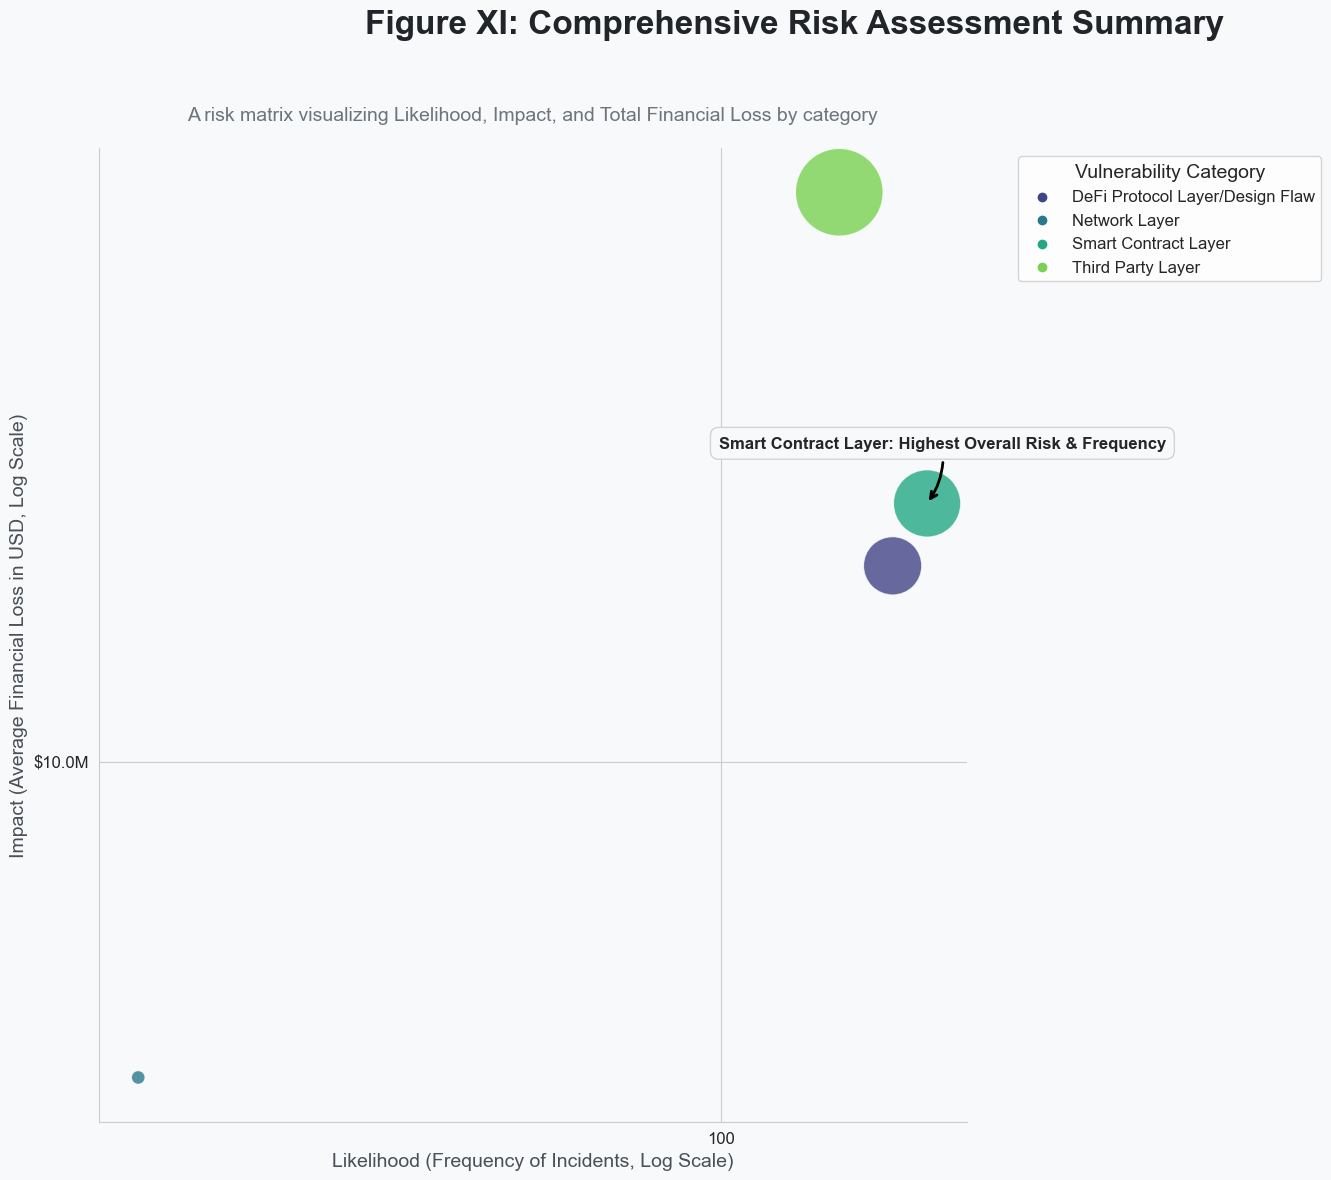 Figure XI: Comprehensive Risk Assessment Summary
A risk matrix visualizing Likelihood, Impact, and Total Financial Loss by category
Vulnerability Category
DeFi Protocol Layer/Design Flaw
Network Layer
Smart Contract Layer
Third Party Layer
Smart Contract Layer: Highest Overall Risk & Frequency
Impact (Average Financial Loss in USD, Log Scale)
$10.0M
100
Likelihood (Frequency of Incidents, Log Scale)